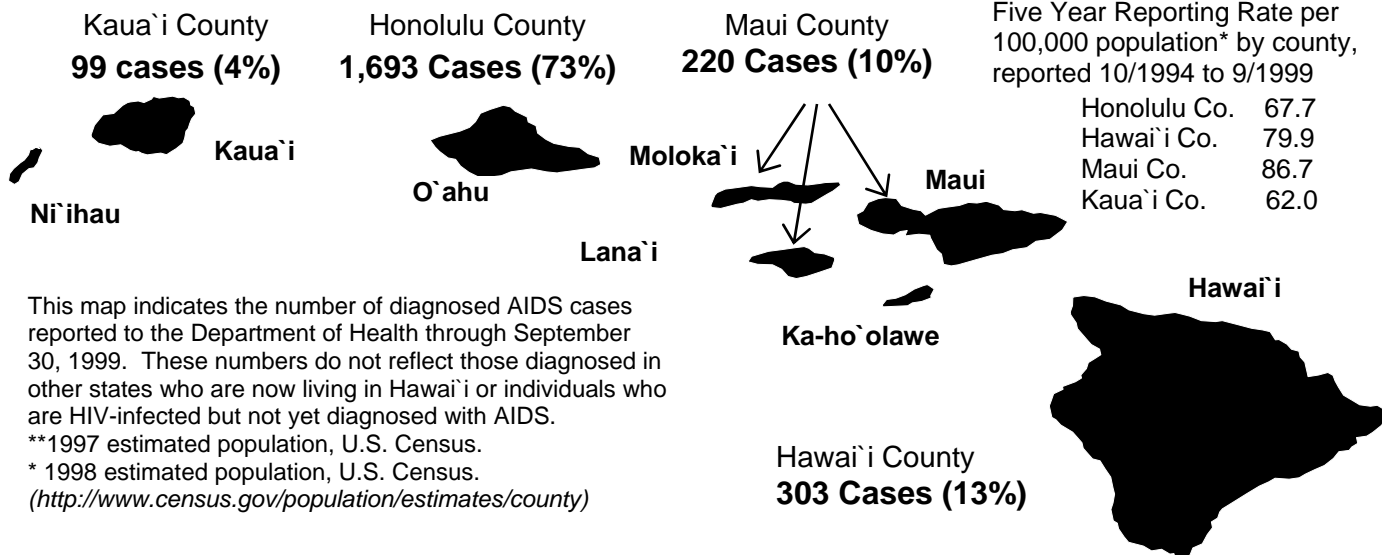 Kaua`i County
99 cases (4%)
Honolulu County
1,693 Cases (73%)
Maui County
220 Cases (10%)
Five Year Reporting Rate per
100,000 population* by county,
reported 10/1994 to 9/1999
Honolulu Co. 67.7
Hawai`i Co. 79.9
Maui Co. 86.7
Kaua`i Co. 62.0
Kaua`i
Ni`ihau
O`ahu
Moloka`i
Maui
Lana`i
Ka-ho`olawe
Hawai`i
This map indicates the number of diagnosed AIDS cases
reported to the Department of Health through September
30, 1999. These numbers do not reflect those diagnosed in
other states who are now living in Hawai`i or individuals who
are HIV-infected but not yet diagnosed with AIDS.
**1997 estimated population, U.S. Census.
* 1998 estimated population, U.S. Census.
(http://www.census.gov/population/estimates/county)
Hawai`i County
303 Cases (13%)